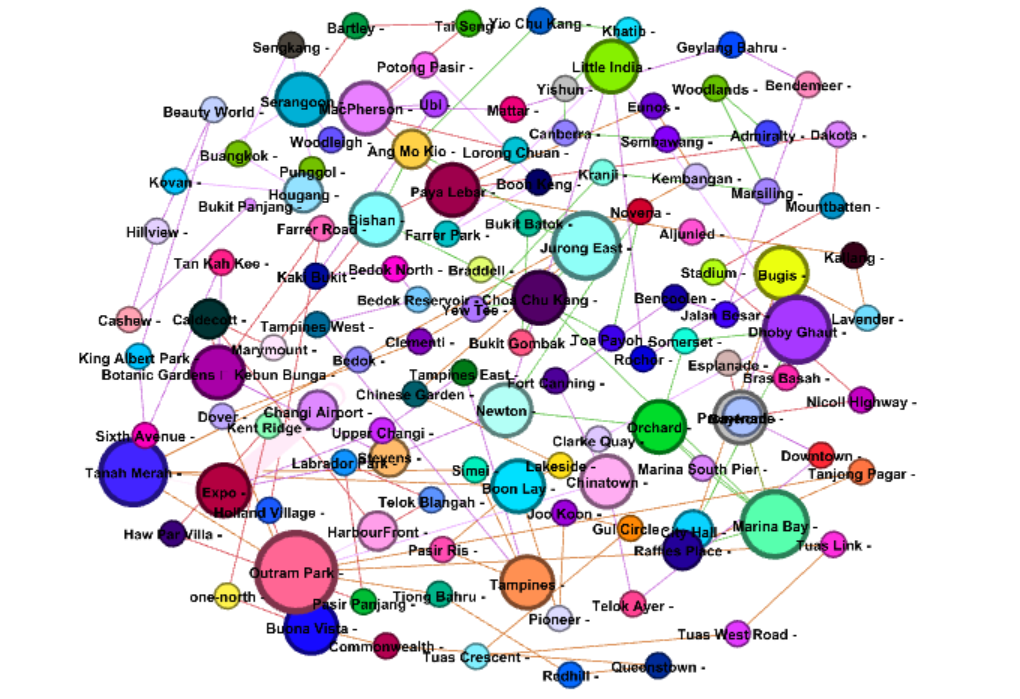 Bartley -
Tai Seng -
Yio Chu Kang -
Khatib -
Sengkang -
Geylang Bahru -
Potong Pasir -
Little India -
Yishun -
Woodlands -
Bendemeer -
Beauty World -
Serangoon -
MacPherson -
Ubi -
Mattar -
Eunos -
Canberra -
Sembawang -
Admiralty -
Dakota -
Woodleigh -
Ang Mo Kio -
Lorong Chuan -
Buangkok -
Punggol -
Kovan -
Hougang -
Paya Lebar -
Boon Keng -
Kranji -
Kembangan -
Marsiling -
Mountbatten -
Bukit Panjang -
Hillview -
Farrer Road -
Bishan -
Farrer Park -
Bukit Batok -
Novena -
Aljunied -
Jurong East -
Kallang -
Tan Kah Kee -
Kaki Bukit -
Bedok North -
Braddell -
Stadium -
Bugis -
Bedok Reservoir -
Choa Chu Kang -
Bencoolen -
Yew Tee -
Jalan Besar -
Lavender -
Cashew -
Caldecott -
Tampines West -
Dhoby Ghaut -
Clementi -
Bukit Gombak -
Joa Payoh -
Somerset -
Marymount -
King Albert Park
Bedok -
Rochor -
Esplanade -
Botanic Gardens |
Kebun Bunga -
Tampines East -
Fort Canning -
Bras Basah -
Chinese Garden -
Nicoll Highway -
Dover -
Changi Airport -
Newton -
Kent Ridge -
Orchard -
Sixth Avenue -
Upper Changi -
Clarke Quay -
Stevens -
Downtown -
Tanah Merah -
Labrador Park -
Simei -
Lakeside -
Marina South Pier -
Tanjong Pagar -
Expo -
Boon Lay -
Chinatown -
Telok Blangah -
Holland Village -
Joo Koon -
Haw Par Villa -
HarbourFront -
Gul Circle -
City Hall -
Marina Bay -
Pasir Ris -
Raffles Place -
Tuas Link -
Outram Park -
Tampines -
one-north -
Pasir Panjang -
Tiong Bahru -
Telok Ayer -
Pioneer -
Buona Vista -
Commonwealth -
Tuas West Road -
Tuas Crescent -
Redhill -
Queenstown -